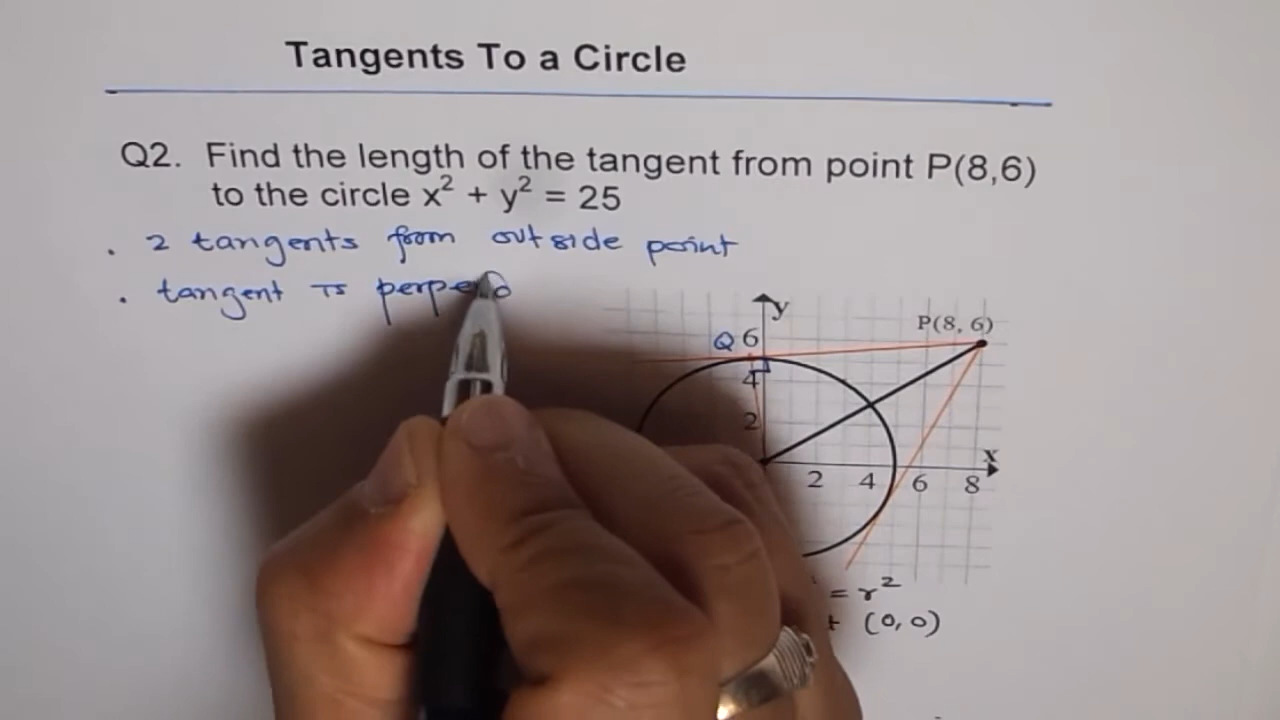 Tangents To a Circle
Q2. Find the length of the tangent from point P(8,6)
to the circle x² + y² = 25
. 2 tangents from outside point
. tangent is perpend
y
P(8, 6)
Q 6
4
2
x
2 4 6 8
= r²
(0,0)